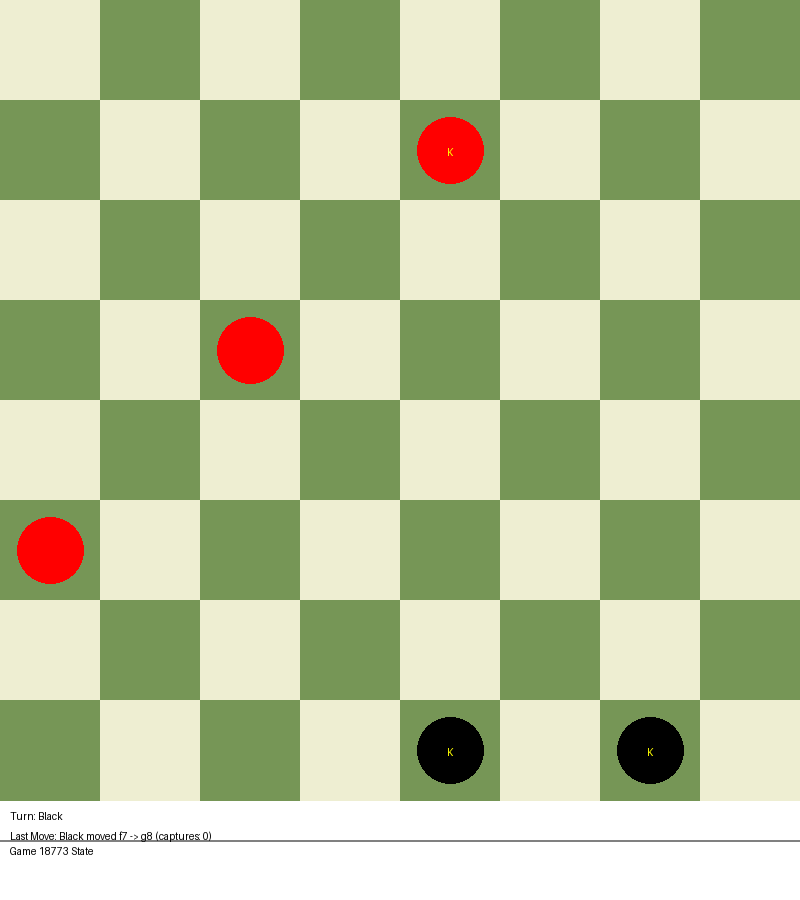 K
K
K
Turn: Black
Last Move: Black moved f7 -> g8 (captures: 0)
Game 18773 State